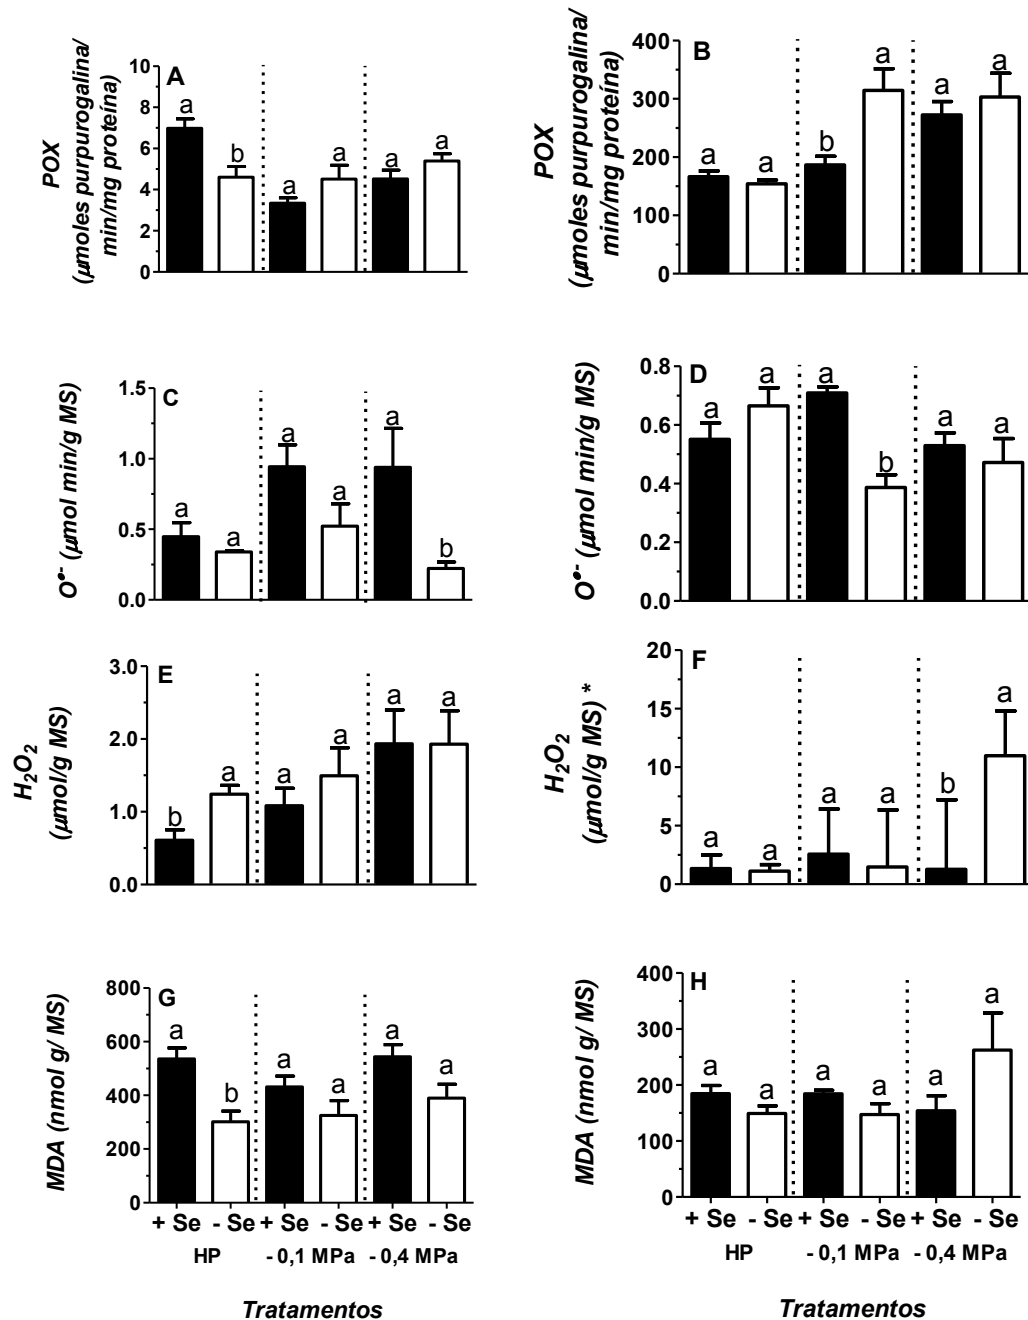 A
POX
(µmoles purpurogalina/
min/mg proteína)
10
8
6
4
2
0
a
b
a
a
a
a
B
POX
(µmoles purpurogalina/
min/mg proteína)
400
300
200
100
0
a
a
b
a
a
a
C
O•- (µmol min/g MS)
1.5
1.0
0.5
0.0
a
a
a
a
a
b
D
O•- (µmol min/g MS)
0.8
0.6
0.4
0.2
0.0
a
a
a
b
a
a
E
H₂O₂
(µmol/g MS)
3.0
2.0
1.0
0.0
b
a
a
a
a
a
F
H₂O₂
(µmol/g MS) *
20
15
10
5
0
a
a
a
a
b
a
G
MDA (nmol g/ MS)
800
600
400
200
0
a
b
a
a
a
a
+ Se - Se + Se - Se + Se - Se
HP - 0,1 MPa - 0,4 MPa
Tratamentos
H
MDA (nmol g/ MS)
400
300
200
100
0
a
a
a
a
a
a
+ Se - Se + Se - Se + Se - Se
HP - 0,1 MPa - 0,4 MPa
Tratamentos